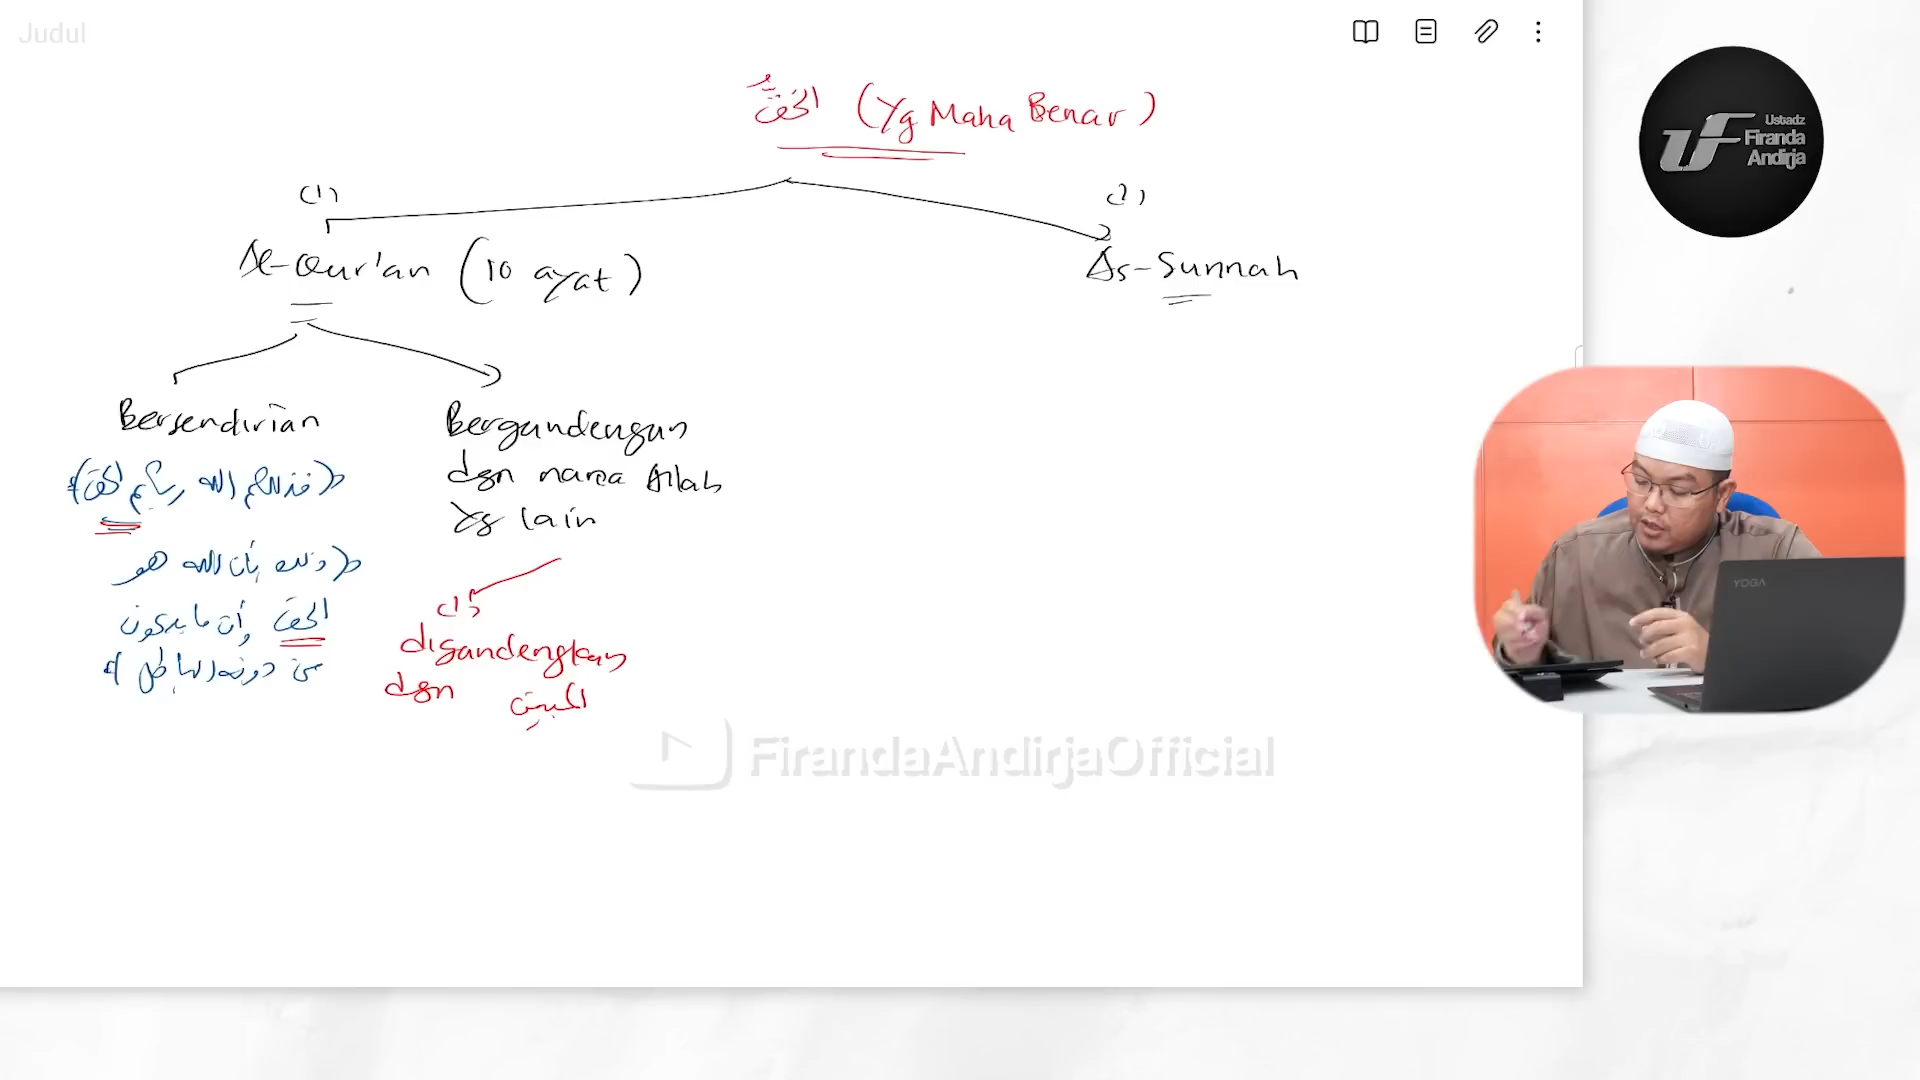 Judul
الحقُّ (Yg Maha Benar)
(1)
(2)
Al-Qur'an (10 ayat)
As-Sunnah
Bersendirian
Bergandengan
dgn nama Allah
yg lain
﴿فذلكم الله ربكم الحق﴾
﴿ذلك بأن الله هو
الحق وأن ما يدعون
من دونه الباطل﴾
(1)
digandengkan
dgn المبين
FirandaAndirjaOfficial
UF
Ustadz
Firanda
Andirja
YOGA